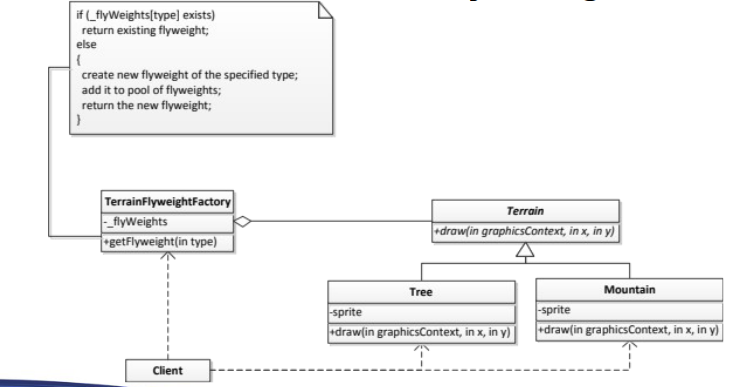 if (_flyWeights[type] exists)
return existing flyweight;
else
{
create new flyweight of the specified type;
add it to pool of flyweights;
return the new flyweight;
}
TerrainFlyweightFactory
-_flyWeights
+getFlyweight(in type)
Terrain
+draw(in graphicsContext, in x, in y)
Tree
-sprite
+draw(in graphicsContext, in x, in y)
Mountain
-sprite
+draw(in graphicsContext, in x, in y)
Client